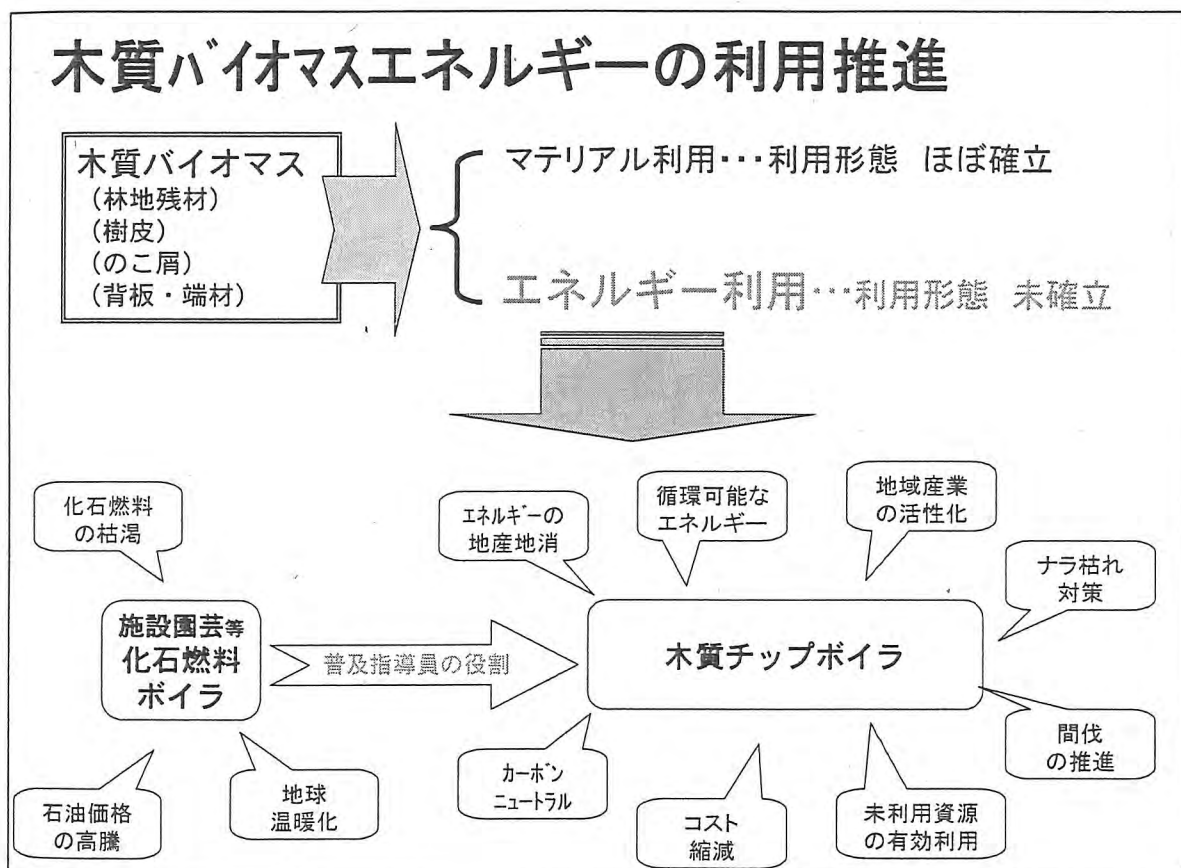 木質バイオマスエネルギーの利用推進
木質バイオマス
(林地残材)
(樹皮)
(のこ屑)
(背板・端材)
マテリアル利用･･･利用形態 ほぼ確立
エネルギー利用･･･利用形態 未確立
化石燃料
の枯渇
エネルギーの
地産地消
循環可能な
エネルギー
地域産業
の活性化
ナラ枯れ
対策
施設園芸等
化石燃料
ボイラ
普及指導員の役割
木質チップボイラ
石油価格
の高騰
地球
温暖化
カーボン
ニュートラル
コスト
縮減
未利用資源
の有効利用
間伐
の推進